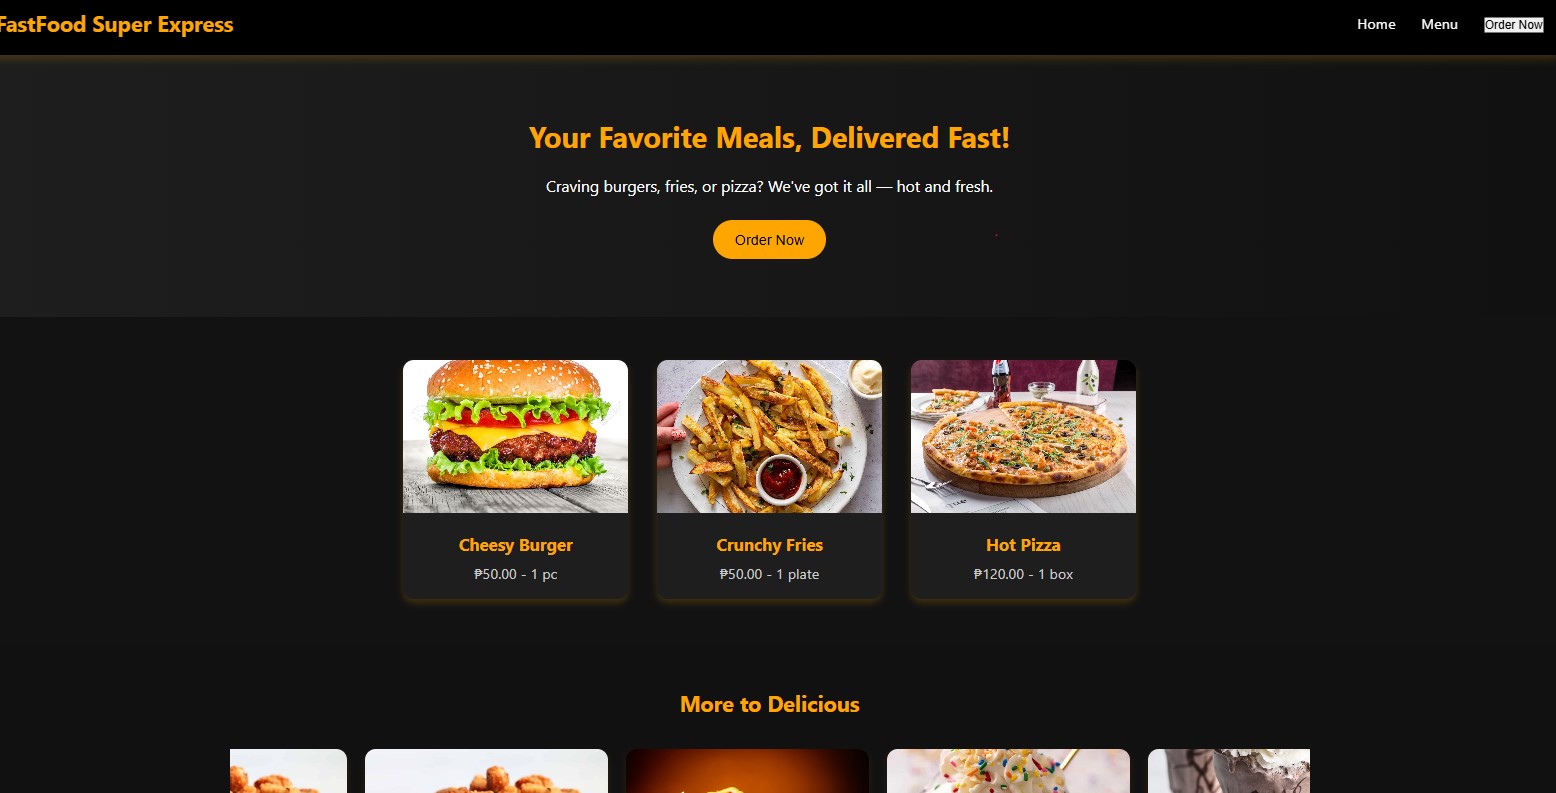 FastFood Super Express
Home Menu Order Now
Your Favorite Meals, Delivered Fast!
Craving burgers, fries, or pizza? We've got it all — hot and fresh.
Order Now
Cheesy Burger
₱50.00 - 1 pc
Crunchy Fries
₱50.00 - 1 plate
Hot Pizza
₱120.00 - 1 box
More to Delicious